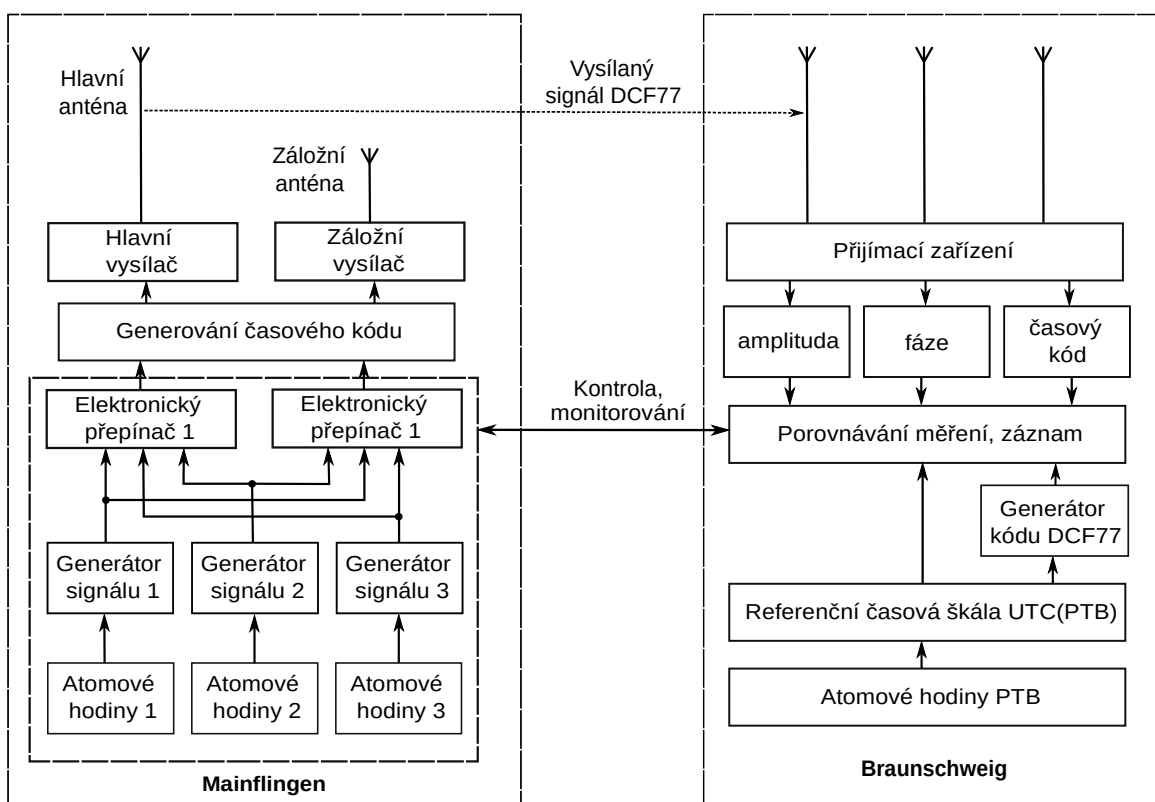 Hlavní
anténa
Záložní
anténa
Hlavní
vysílač
Záložní
vysílač
Generování časového kódu
Elektronický
přepínač 1
Elektronický
přepínač 1
Generátor
signálu 1
Generátor
signálu 2
Generátor
signálu 3
Atomové
hodiny 1
Atomové
hodiny 2
Atomové
hodiny 3
Mainflingen
Vysílaný
signál DCF77
Kontrola,
monitorování
Přijímací zařízení
amplituda
fáze
časový
kód
Porovnávání měření, záznam
Generátor
kódu DCF77
Referenční časová škála UTC(PTB)
Atomové hodiny PTB
Braunschweig